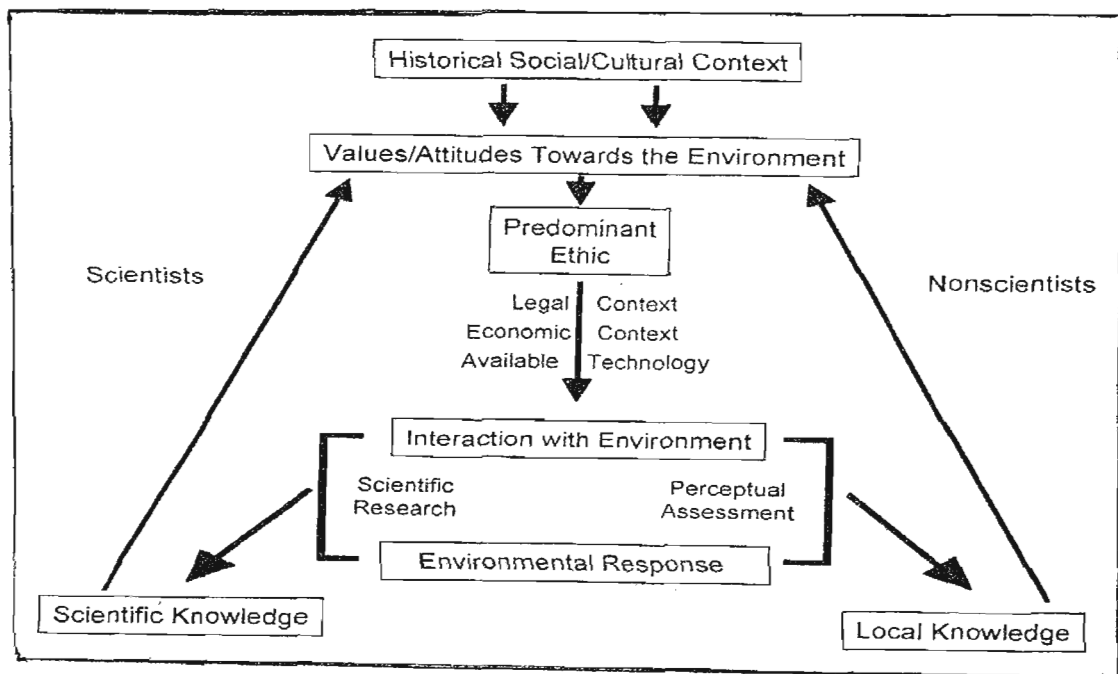 Historical Social/Cultural Context
Values/Attitudes Towards the Environment
Predominant
Ethic
Scientists
Nonscientists
Legal Context
Economic Context
Available Technology
Interaction with Environment
Scientific
Research
Perceptual
Assessment
Environmental Response
Scientific Knowledge
Local Knowledge